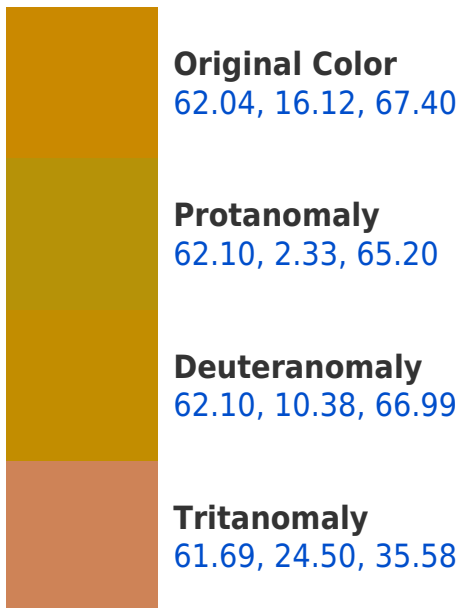 Original Color
62.04, 16.12, 67.40
Protanomaly
62.10, 2.33, 65.20
Deuteranomaly
62.10, 10.38, 66.99
Tritanomaly
61.69, 24.50, 35.58